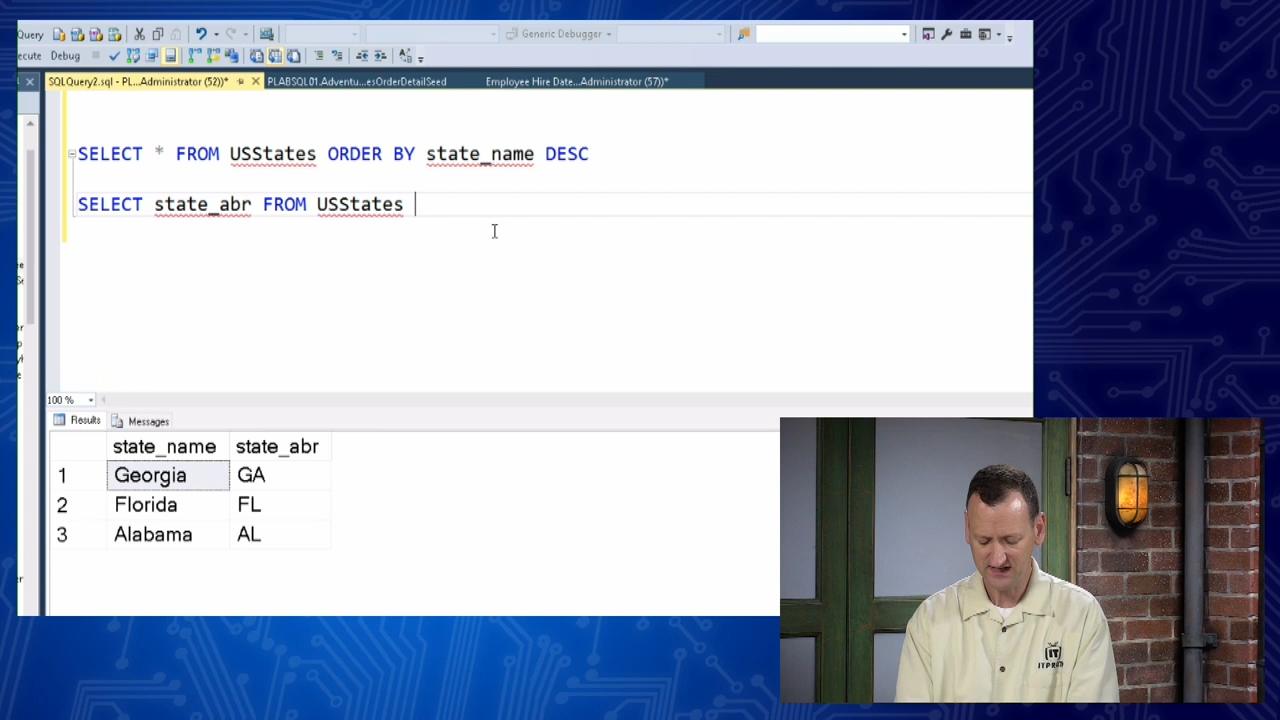 Query
Generic Debugger
ecute Debug
SQLQuery2.sql - PL...Administrator (52))* PLABSQL01.Adventu...esOrderDetailSeed Employee Hire Date...Administrator (57))*
SELECT * FROM USStates ORDER BY state_name DESC
SELECT state_abr FROM USStates
100 %
Results Messages
state_name state_abr
1 Georgia GA
2 Florida FL
3 Alabama AL
IT